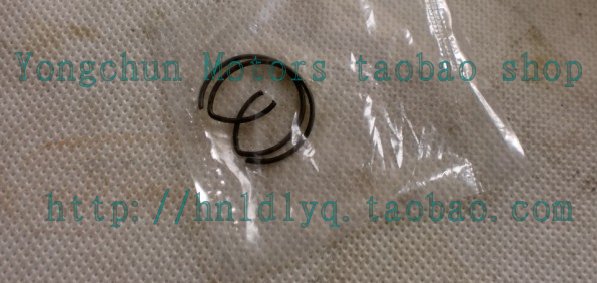 Yongchun Motors taobao shop
http://hnldlyq.taobao.com